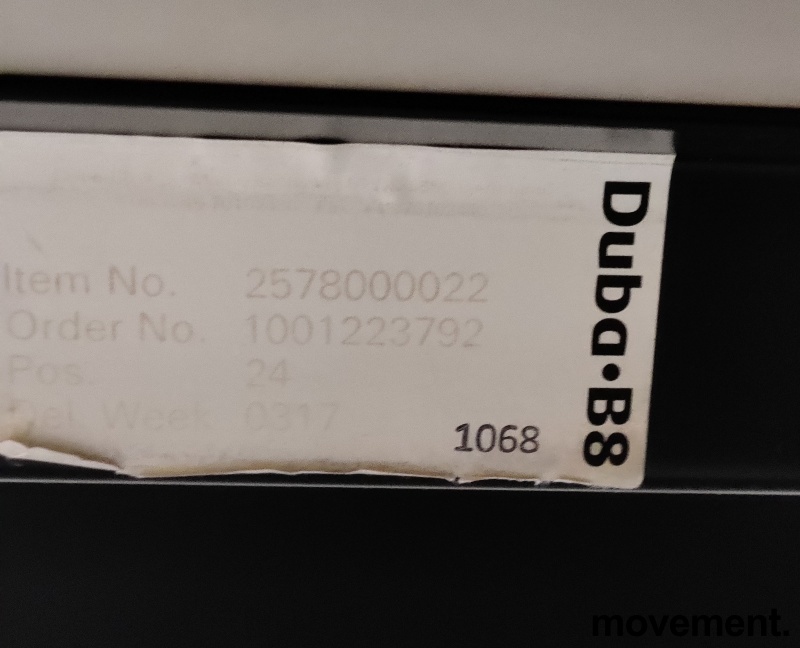 Item No. 2578000022
Order No. 1001223792
Pos. 24
Del. Week 0317
1068
Duba•B8
movement.